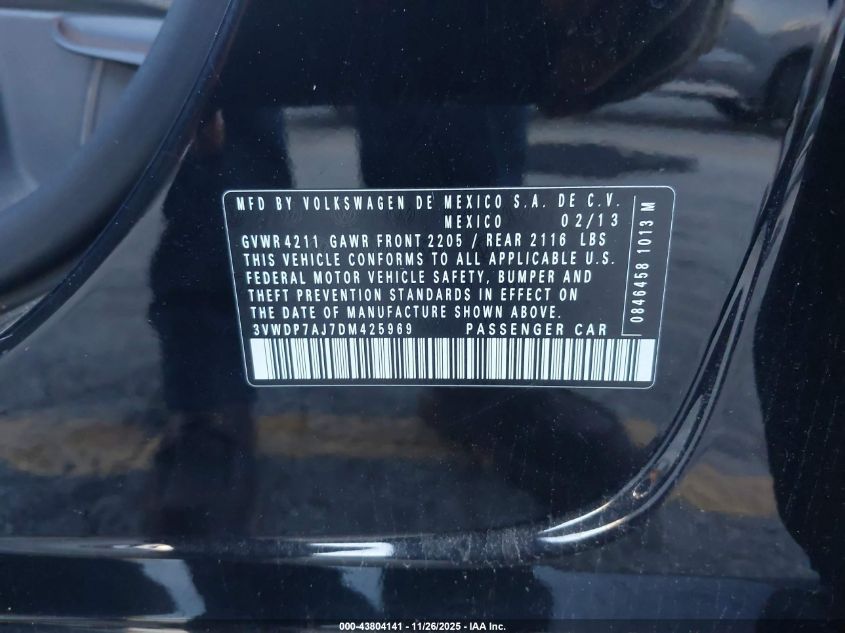 MFD BY VOLKSWAGEN DE MEXICO S.A. DE C.V.
MEXICO 02/13
GVWR 4211 GAWR FRONT 2205 / REAR 2116 LBS
THIS VEHICLE CONFORMS TO ALL APPLICABLE U.S.
FEDERAL MOTOR VEHICLE SAFETY, BUMPER AND
THEFT PREVENTION STANDARDS IN EFFECT ON
THE DATE OF MANUFACTURE SHOWN ABOVE.
3VWDP7AJ7DM425969 PASSENGER CAR
0846458 1013 M
000-43804141 — 11/26/2025 - IAA Inc.